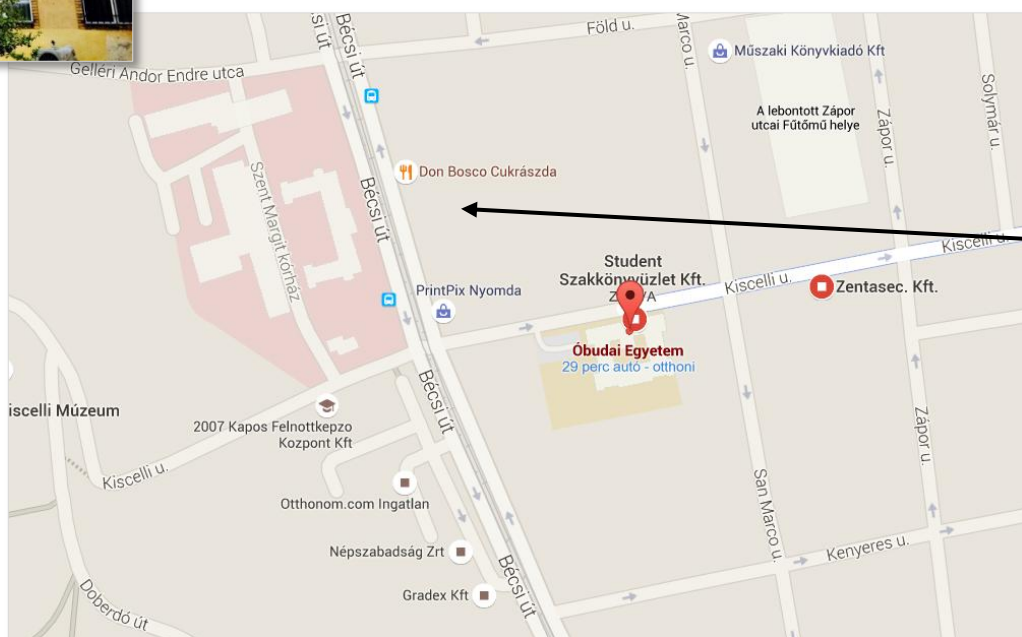 Bécsi út
Föld u.
Marco u.
Műszaki Könyvkiadó Kft
Gelléri Andor Endre utca
A lebontott Zápor
utcai Fűtőmű helye
Solymár u.
Zápor u.
Don Bosco Cukrászda
Szent Margit kórház
Bécsi út
Kiscelli u.
Student
Szakkönyvüzlet Kft.
Kiscelli u.
Zentasec. Kft.
PrintPix Nyomda
Óbudai Egyetem
29 perc autó - otthoni
iscelli Múzeum
2007 Kapos Felnottkepzo
Kozpont Kft
Bécsi út
Zápor u.
Kiscelli u.
Otthonom.com Ingatlan
San Marco u.
Népszabadság Zrt
Kenyeres u.
Bécsi út
Gradex Kft
Doberdó út